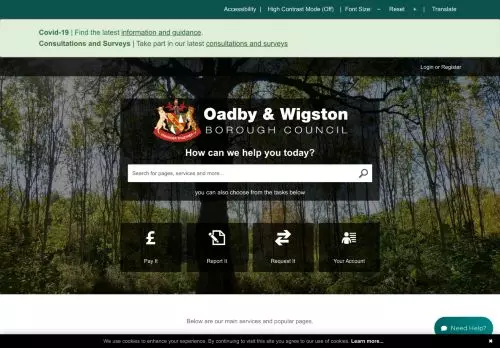 Accessibility | High Contrast Mode (Off) | Font Size: − Reset + | Translate
Covid-19 | Find the latest information and guidance.
Consultations and Surveys | Take part in our latest consultations and surveys
Login or Register
Oadby & Wigston
BOROUGH COUNCIL
How can we help you today?
Search for pages, services and more...
you can also choose from the tasks below
£
Pay It
Report It
Request It
Your Account
Below are our main services and popular pages.
Need Help?
We use cookies to enhance your experience. By continuing to visit this site you agree to our use of cookies. Learn more... ✖